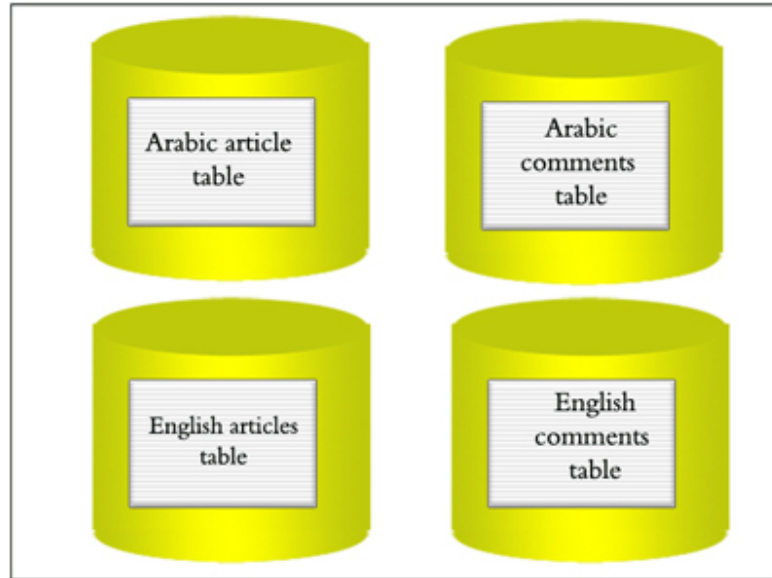 Arabic article
table
Arabic
comments
table
English articles
table
English
comments
table